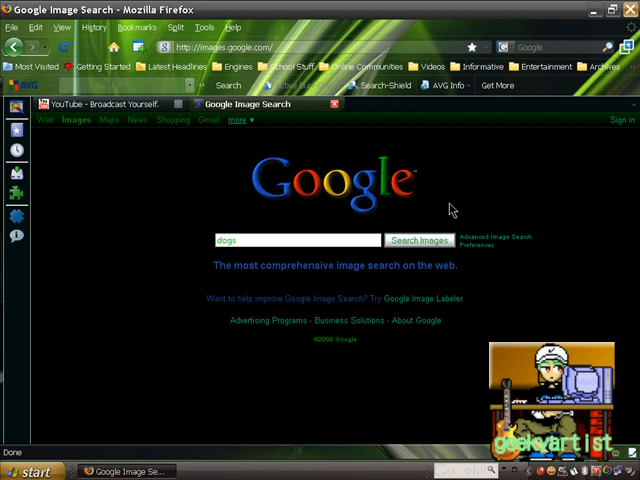 Google Image Search - Mozilla Firefox
File Edit View History Bookmarks Split Tools Help
http://images.google.com/ Google
Most Visited Getting Started Latest Headlines Engines School Stuff Online Communities Videos Informative Entertainment Archives
AVG Search Search-Shield AVG Info Get More
YouTube - Broadcast Yourself. Google Image Search
Web Images Maps News Shopping Gmail more Sign in
Google
dogs Search Images Advanced Image Search
Preferences
The most comprehensive image search on the web.
Want to help improve Google Image Search? Try Google Image Labeler
Advertising Programs - Business Solutions - About Google
©2008 Google
geekyartist
Done
start Google Image Se... Google